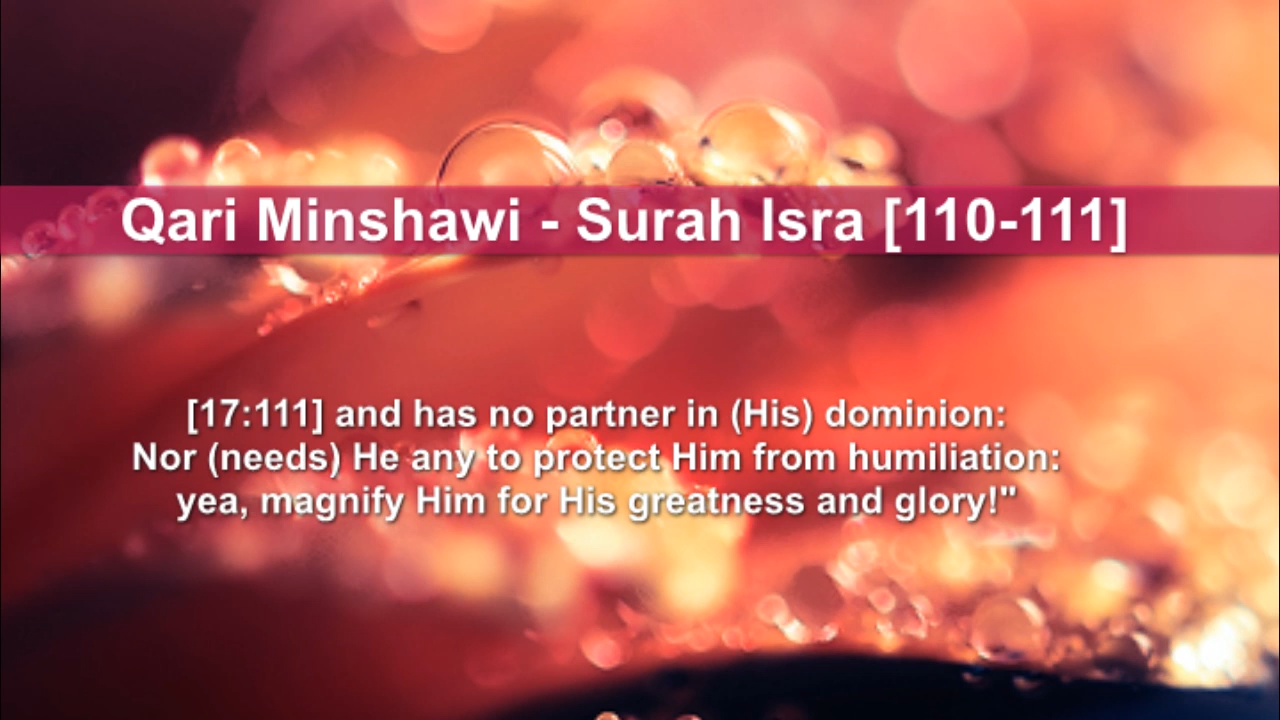 Qari Minshawi - Surah Isra [110-111]
[17:111] and has no partner in (His) dominion:
Nor (needs) He any to protect Him from humiliation:
yea, magnify Him for His greatness and glory!"